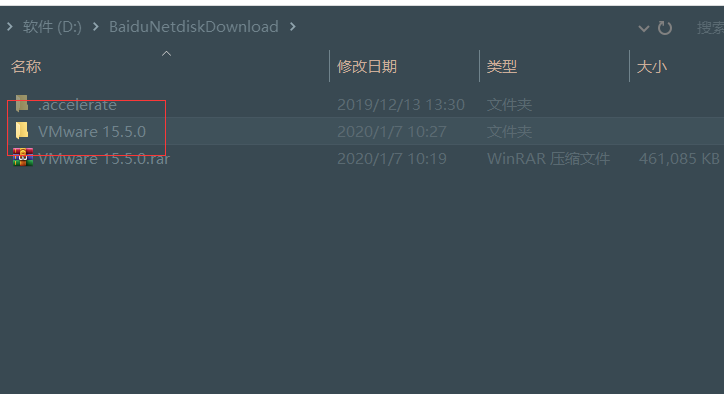 软件 (D:) BaiduNetdiskDownload 搜索
名称 修改日期 类型 大小
.accelerate 2019/12/13 13:30 文件夹
VMware 15.5.0 2020/1/7 10:27 文件夹
VMware 15.5.0.rar 2020/1/7 10:19 WinRAR 压缩文件 461,085 KB